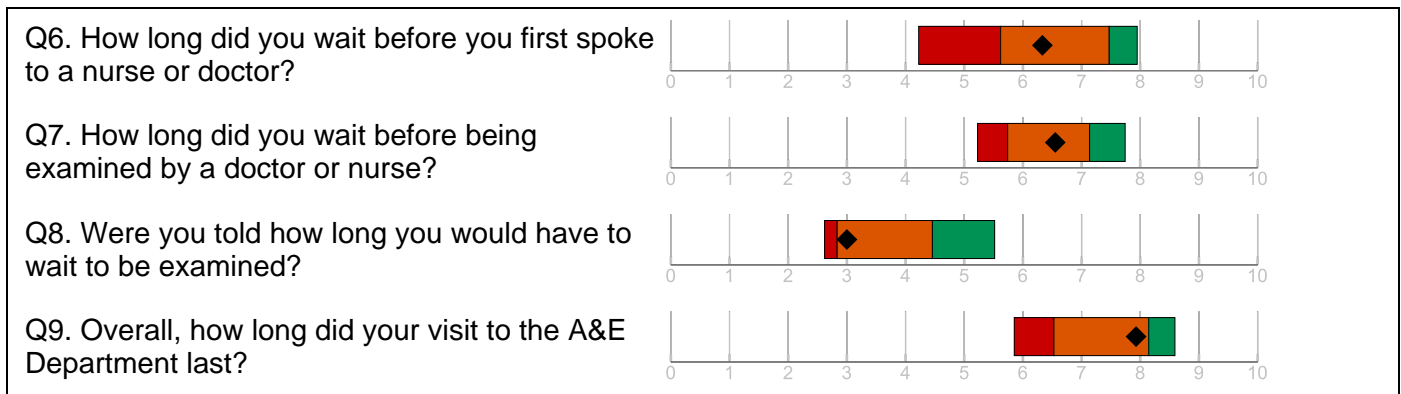 Q6. How long did you wait before you first spoke
to a nurse or doctor?
0 1 2 3 4 5 6 7 8 9 10
Q7. How long did you wait before being
examined by a doctor or nurse?
0 1 2 3 4 5 6 7 8 9 10
Q8. Were you told how long you would have to
wait to be examined?
0 1 2 3 4 5 6 7 8 9 10
Q9. Overall, how long did your visit to the A&E
Department last?
0 1 2 3 4 5 6 7 8 9 10